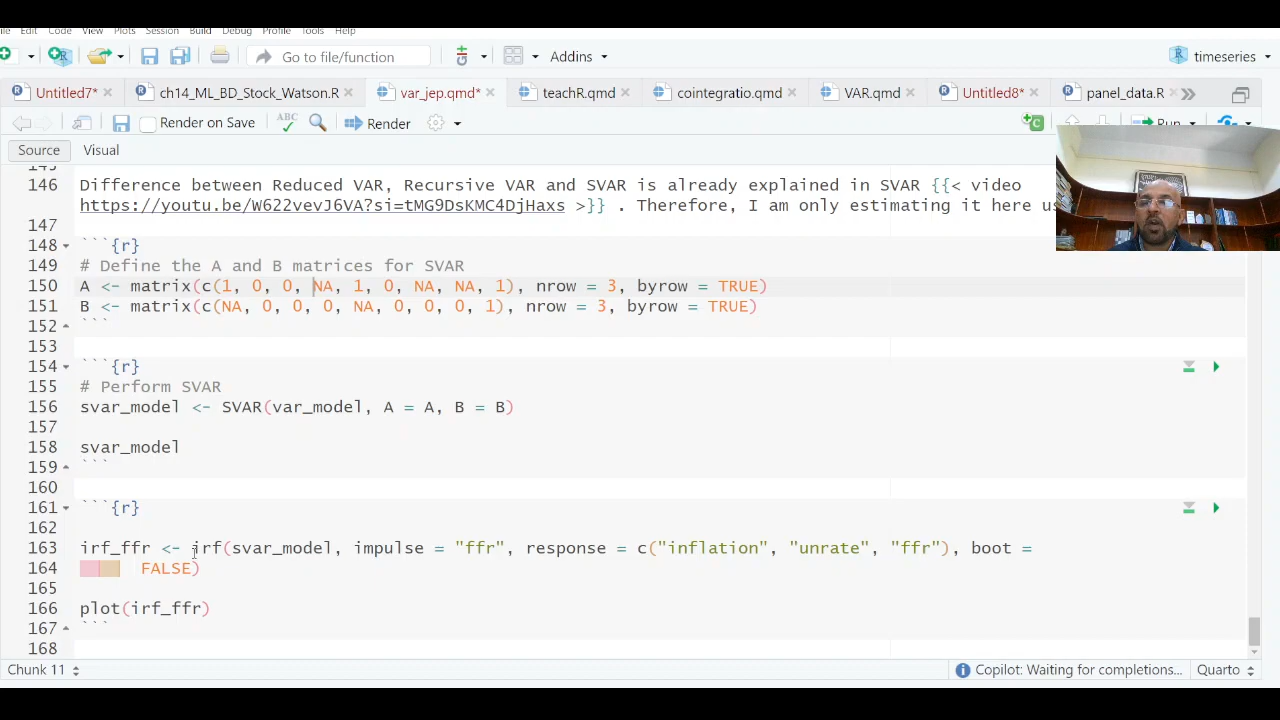 File Edit Code View Plots Session Build Debug Profile Tools Help
Go to file/function Addins timeseries
Untitled7* ch14_ML_BD_Stock_Watson.R var_jep.qmd* teachR.qmd cointegratio.qmd VAR.qmd Untitled8* panel_data.R
Render on Save ABC Render Run
Source Visual
145
146 Difference between Reduced VAR, Recursive VAR and SVAR is already explained in SVAR {{< video
https://youtu.be/W622vevJ6VA?si=tMG9DXxMC4DjHaxs >}} . Therefore, I am only estimating it here us
147
148 ```{r}
149 # Define the A and B matrices for SVAR
150 A <- matrix(c(1, 0, 0, NA, 1, 0, NA, NA, 1), nrow = 3, byrow = TRUE)
151 B <- matrix(c(NA, 0, 0, 0, NA, 0, 0, 0, 1), nrow = 3, byrow = TRUE)
152 ```
153
154 ```{r}
155 # Perform SVAR
156 svar_model <- SVAR(var_model, A = A, B = B)
157
158 svar_model
159 ```
160
161 ```{r}
162
163 irf_ffr <- irf(svar_model, impulse = "ffr", response = c("inflation", "unrate", "ffr"), boot =
164 FALSE)
165
166 plot(irf_ffr)
167 ```
168
Chunk 11 Copilot: Waiting for completions... Quarto